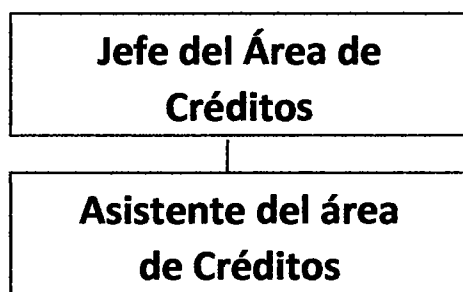 Jefe del Área de
Créditos
Asistente del área
de Créditos